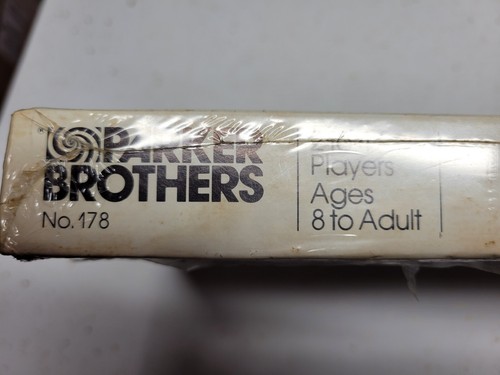 PARKER
BROTHERS
No. 178
Players
Ages
8 to Adult